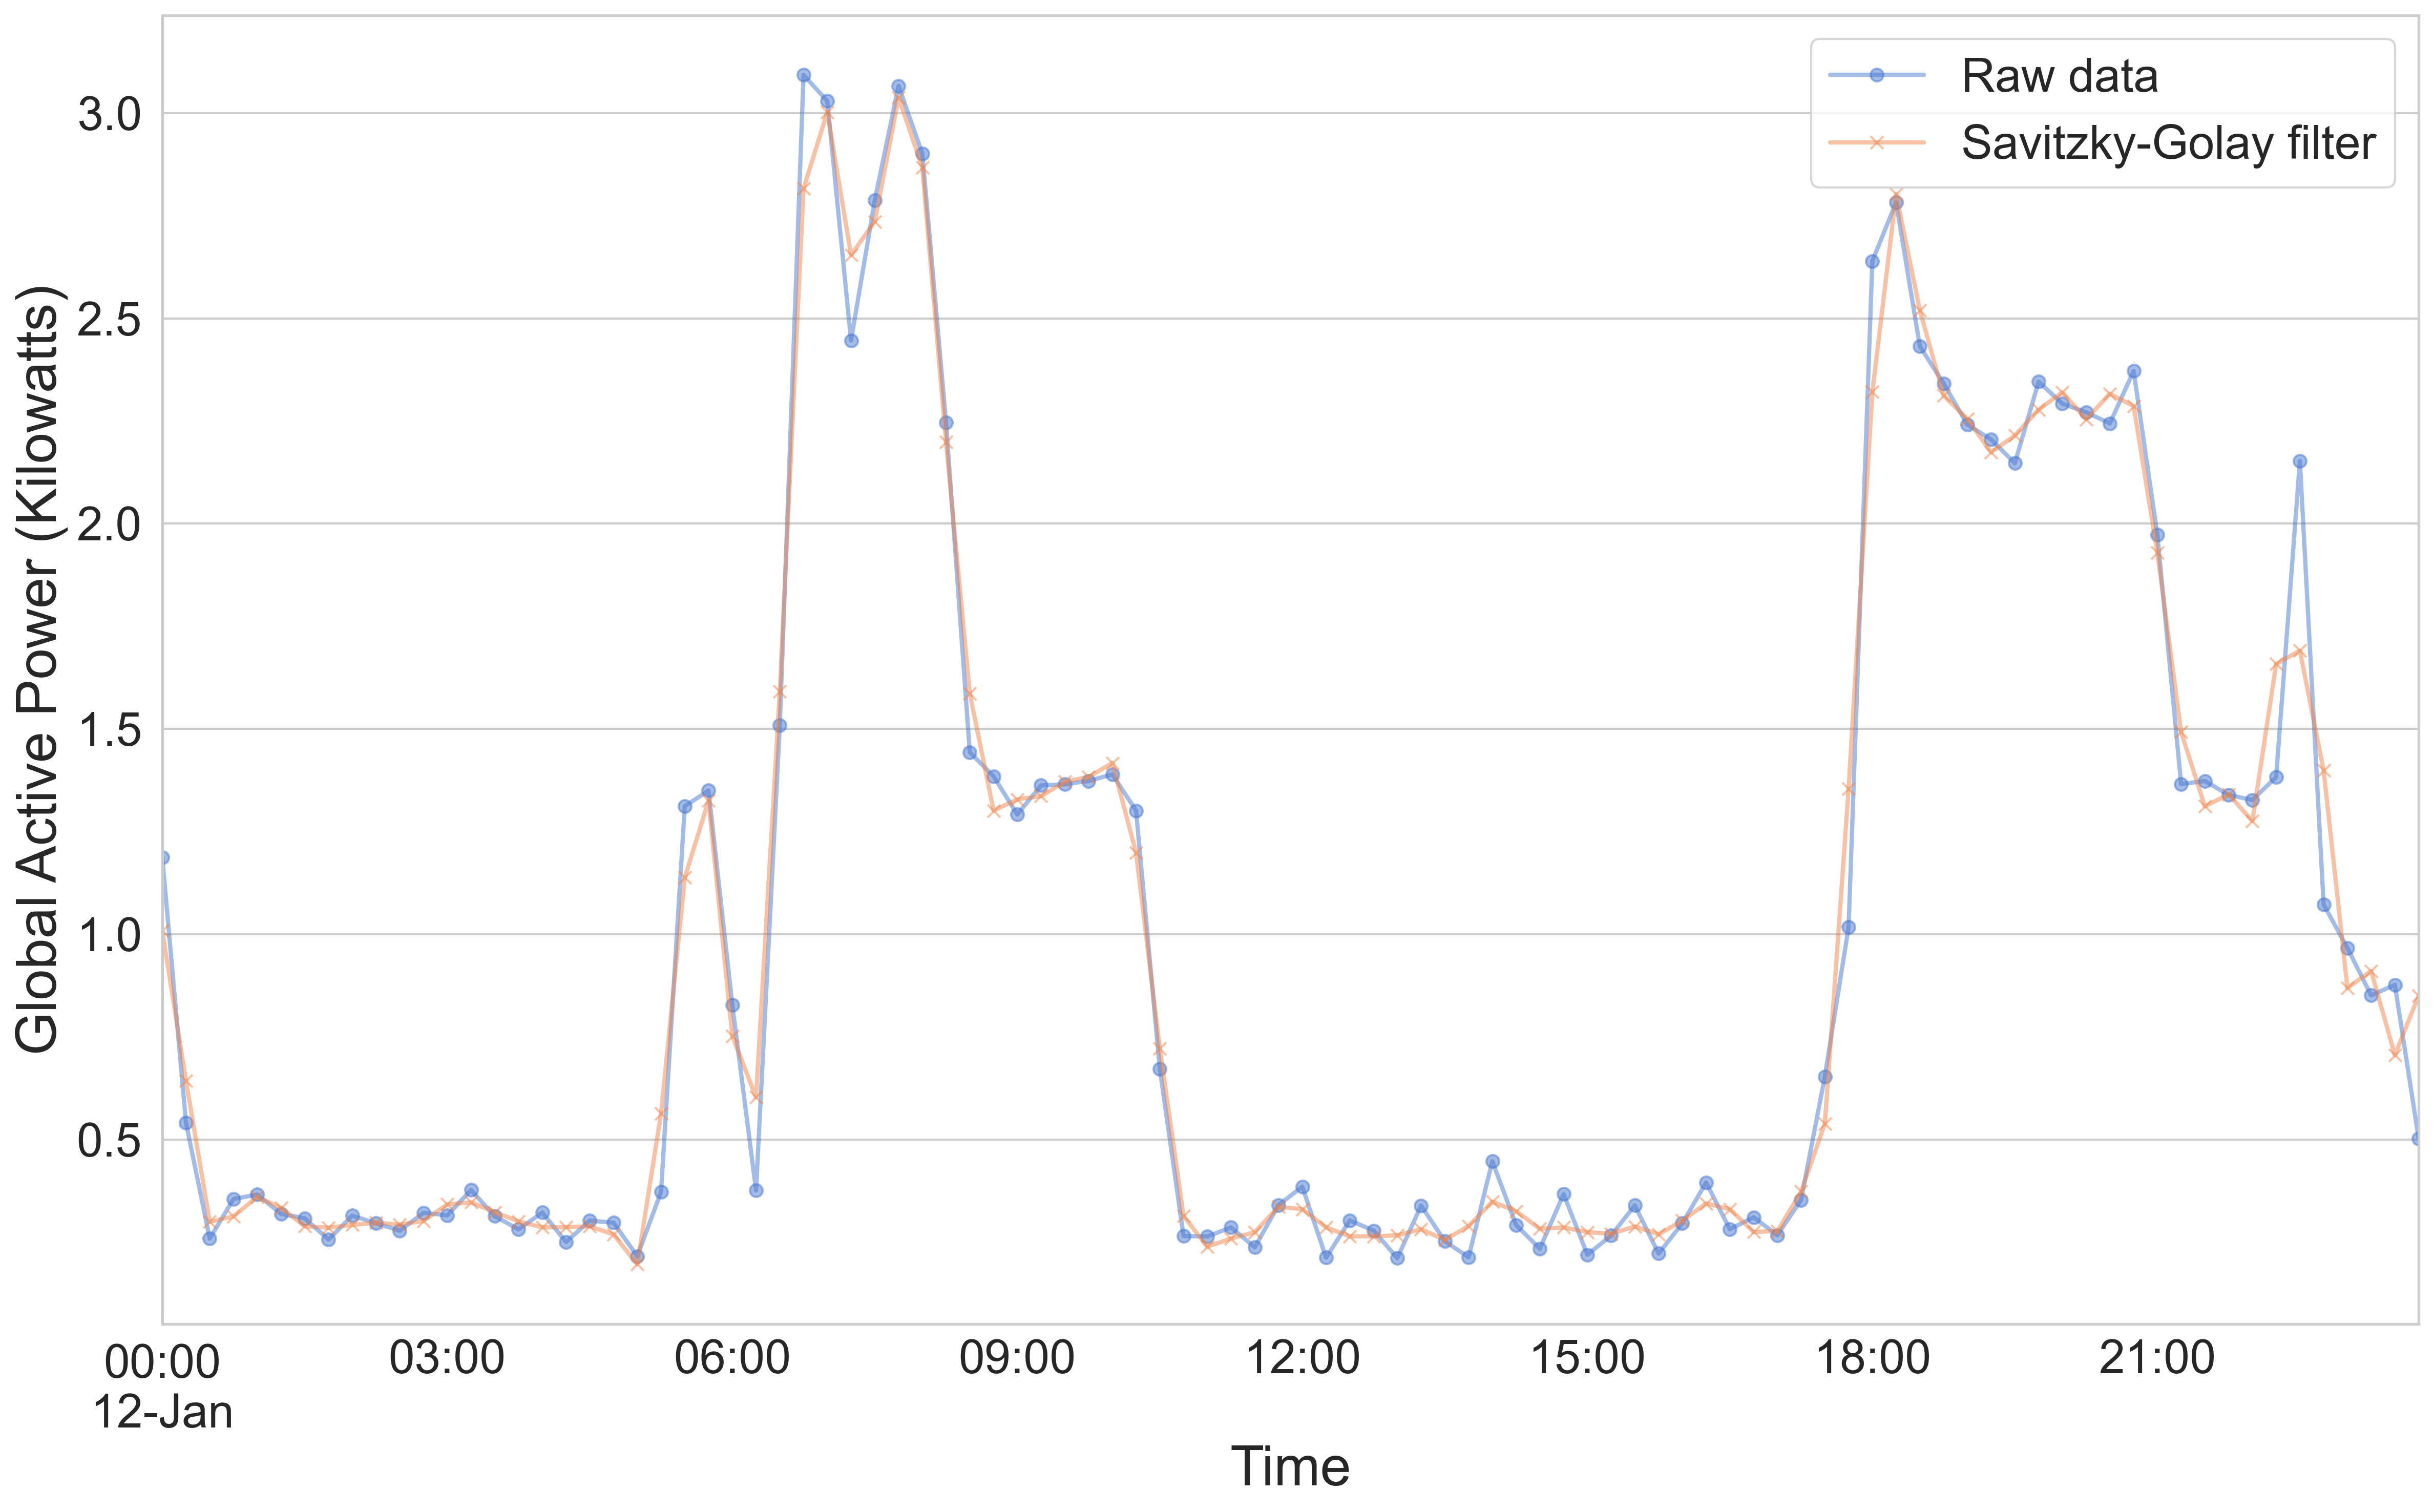 Raw data
Savitzky-Golay filter
Global Active Power (Kilowatts)
3.0
2.5
2.0
1.5
1.0
0.5
00:00
03:00
06:00
09:00
12:00
15:00
18:00
21:00
12-Jan
Time